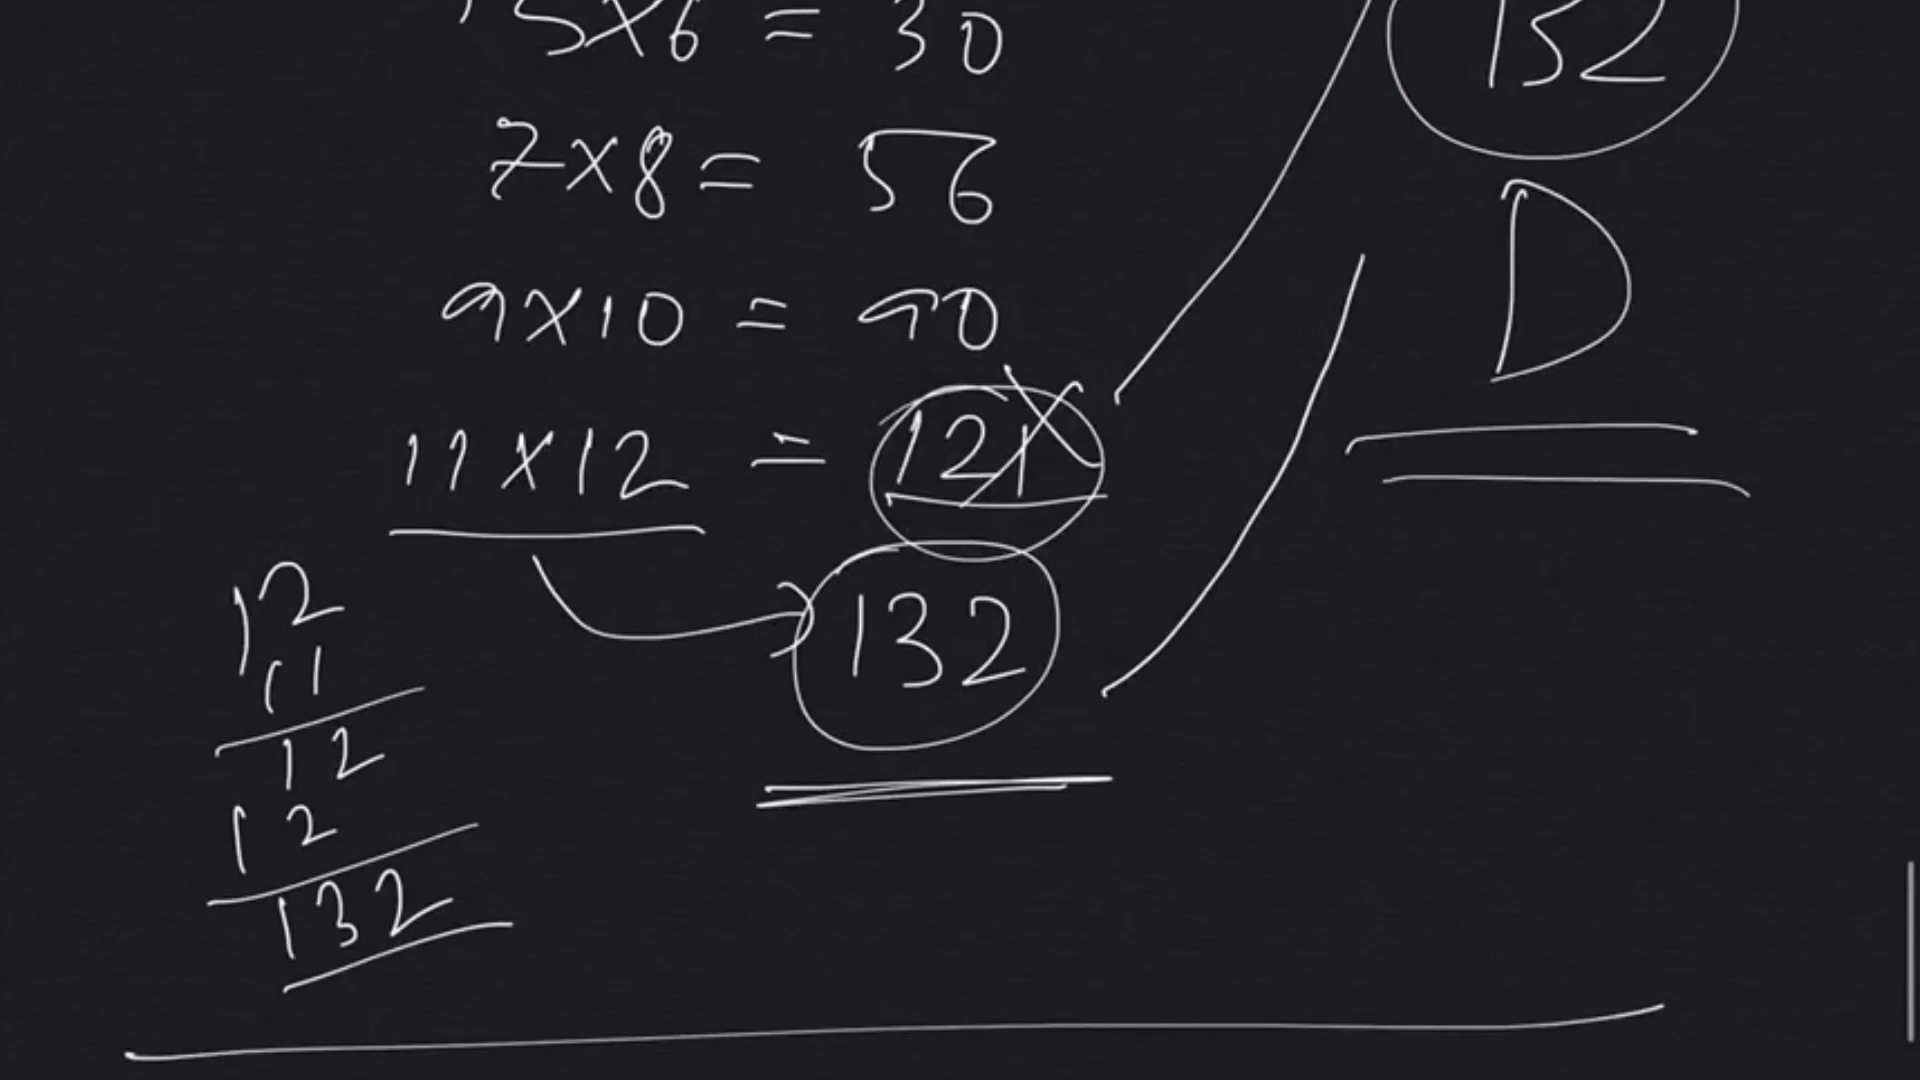 5x6 = 30
132
7x8 = 56
D
9x10 = 90
11x12 = 121
132
12
11
12
12
132